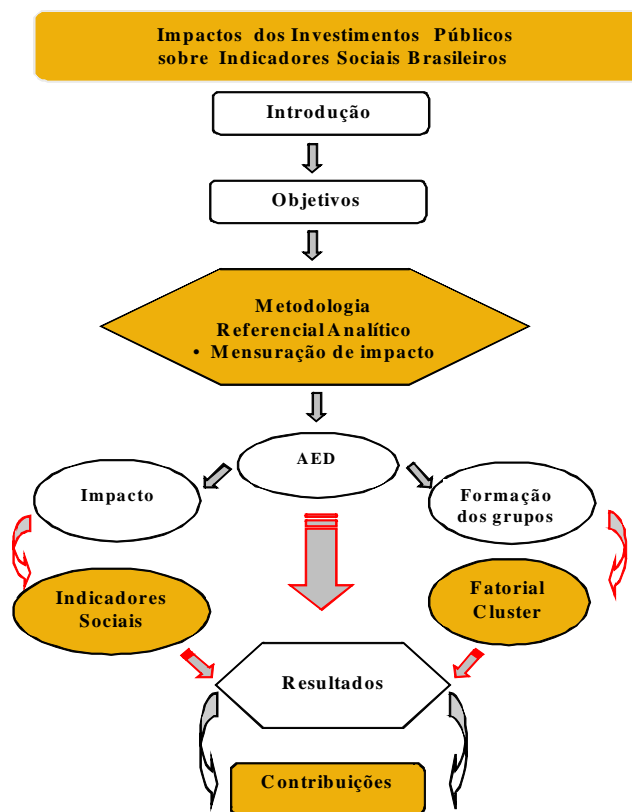 Impactos dos Investimentos Públicos
sobre Indicadores Sociais Brasileiros
Introdução
Objetivos
Metodologia
Referencial Analítico
• Mensuração de impacto
AED
Impacto
Formação
dos grupos
Indicadores
Sociais
Fatorial
Cluster
Resultados
Contribuições